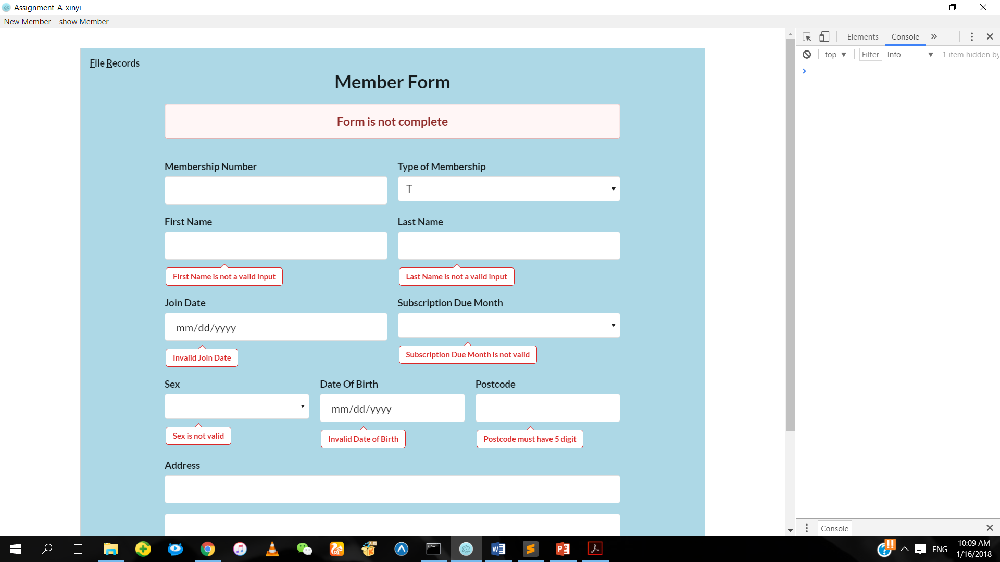 Assignment-A_xinyi
New Member show Member
File Records
Member Form
Form is not complete
Membership Number Type of Membership
T
First Name Last Name
First Name is not a valid input Last Name is not a valid input
Join Date Subscription Due Month
mm/dd/yyyy
Invalid Join Date Subscription Due Month is not valid
Sex Date Of Birth Postcode
mm/dd/yyyy
Sex is not valid Invalid Date of Birth Postcode must have 5 digit
Address
Elements Console
top Filter Info 1 item hidden by
Console
ENG 10:09 AM
1/16/2018